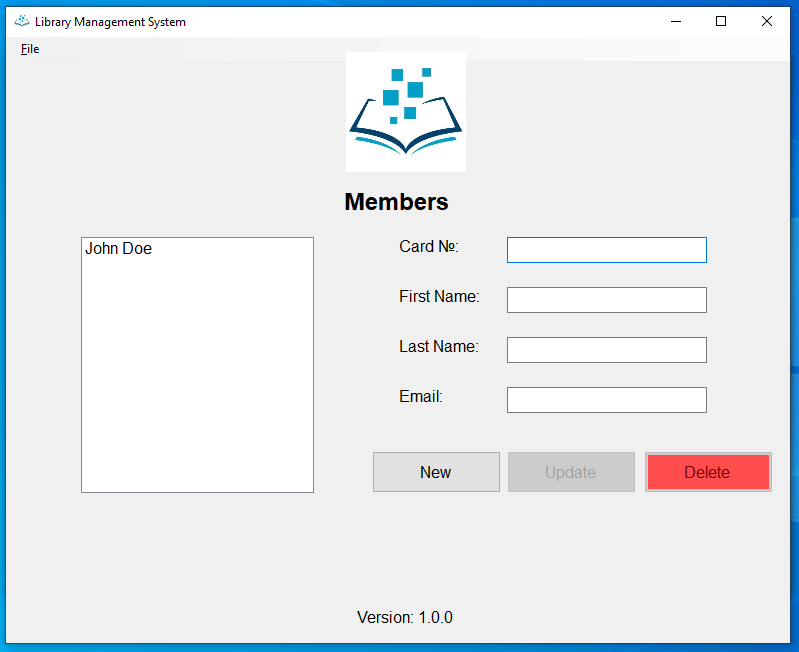 Library Management System
File
Members
John Doe
Card №:
First Name:
Last Name:
Email:
New
Update
Delete
Version: 1.0.0